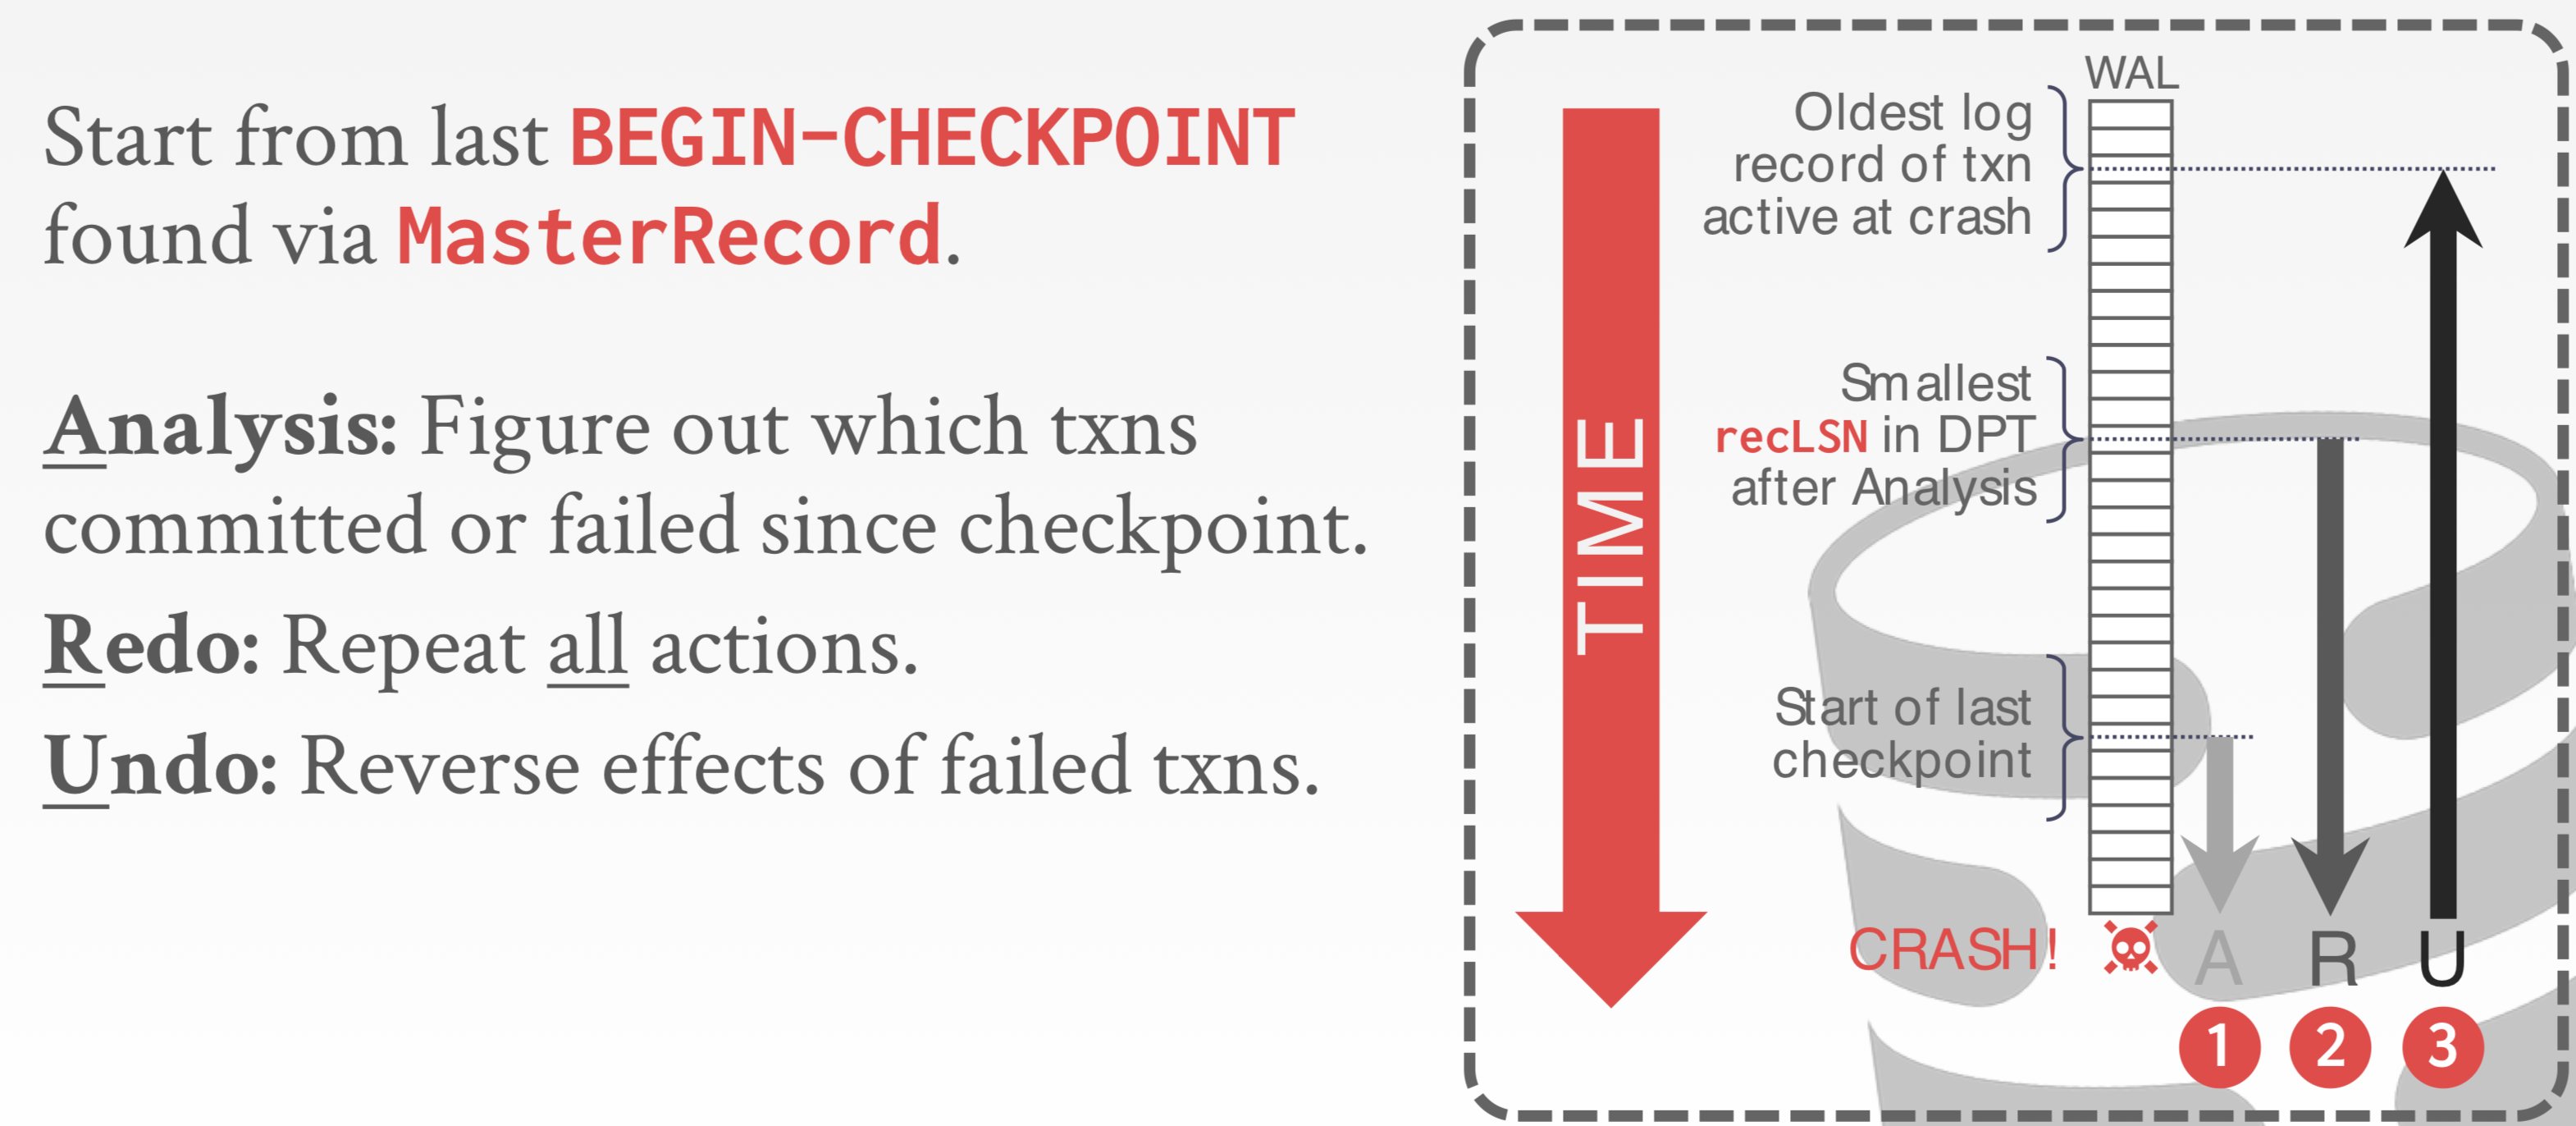 Start from last BEGIN-CHECKPOINT
found via MasterRecord.
Analysis: Figure out which txns
committed or failed since checkpoint.
Redo: Repeat all actions.
Undo: Reverse effects of failed txns.
TIME
WAL
Oldest log
record of txn
active at crash
Smallest
recLSN in DPT
after Analysis
Start of last
checkpoint
CRASH!
A R U
1 2 3